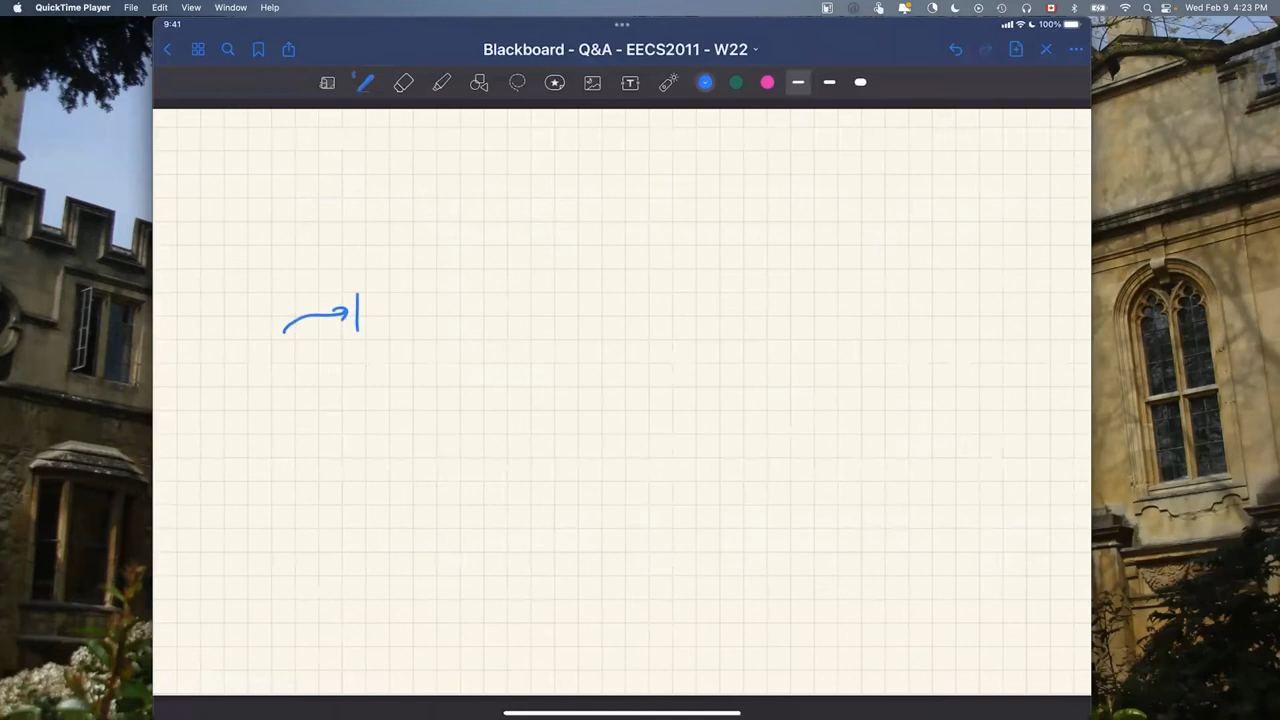 QuickTime Player File Edit View Window Help Wed Feb 9 4:23 PM
9:41 100%
Blackboard - Q&A - EECS2011 - W22
T